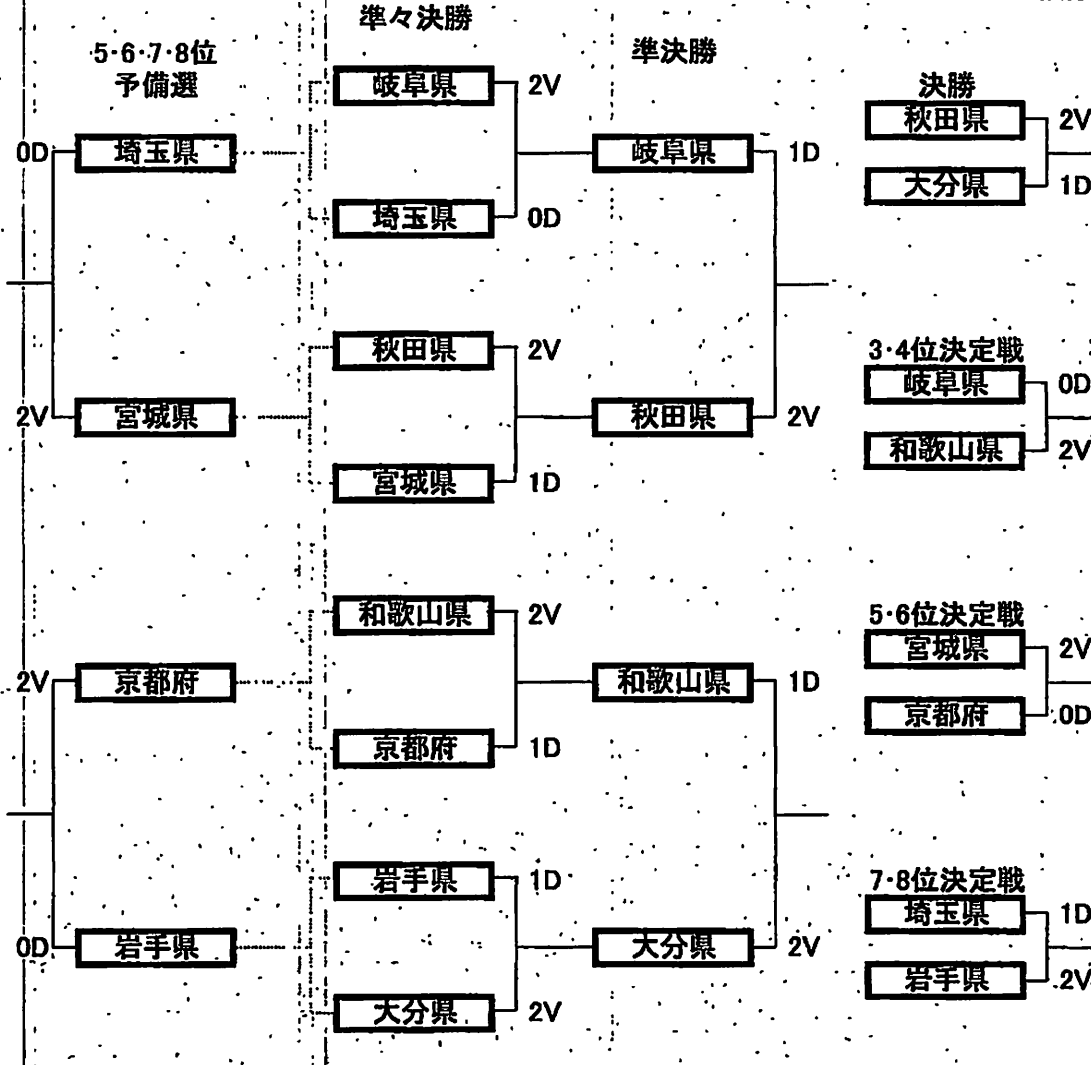 5·6·7·8位
予備選
0D
埼玉県
2V
宮城県
2V
京都府
0D
岩手県
準々決勝
岐阜県
2V
埼玉県
0D
秋田県
2V
宮城県
1D
和歌山県
2V
京都府
1D
岩手県
1D
大分県
2V
準決勝
岐阜県
1D
秋田県
2V
和歌山県
1D
大分県
2V
決勝
秋田県
2V
大分県
1D
3·4位決定戦
岐阜県
0D
和歌山県
2V
5·6位決定戦
宮城県
2V
京都府
0D
7·8位決定戦
埼玉県
1D
岩手県
2V